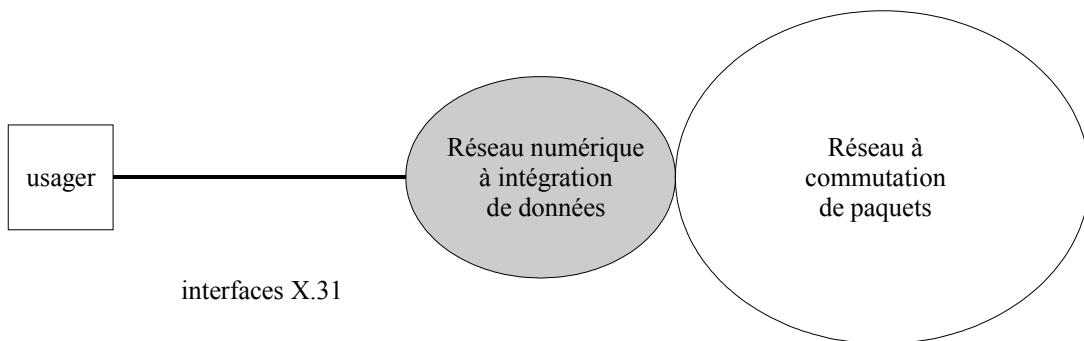 usager
Réseau numérique
à intégration
de données
Réseau à
commutation
de paquets
interfaces X.31